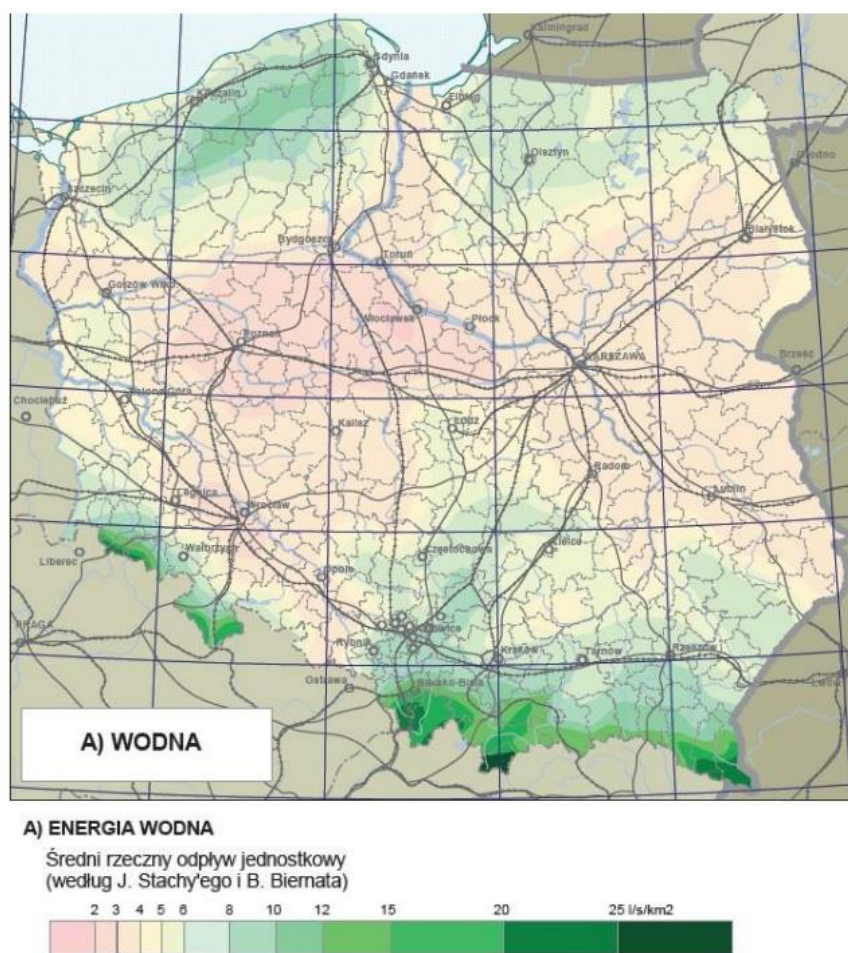 Kaliningrad
Gdynia
Gdańsk
Koszalin
Elbląg
Olsztyn
Grodno
Szczecin
Białystok
Bydgoszcz
Toruń
Gorzów Wlkp
Włocławek
Płock
Poznań
WARSZAWA
Brześć
Zielona Góra
Chociebuż
Kalisz
Łódź
Radom
Lublin
Legnica
Wrocław
Liberec
Wałbrzych
Częstochowa
Kielce
Opole
PRAGA
Katowice
Rybnik
Kraków
Tarnów
Rzeszów
Lwów
Ostrawa
Bielsko-Biała
A) WODNA
A) ENERGIA WODNA
Średni rzeczny odpływ jednostkowy
(według J. Stachy'ego i B. Biernata)
2 3 4 5 6 8 10 12 15 20 25 l/s/km2